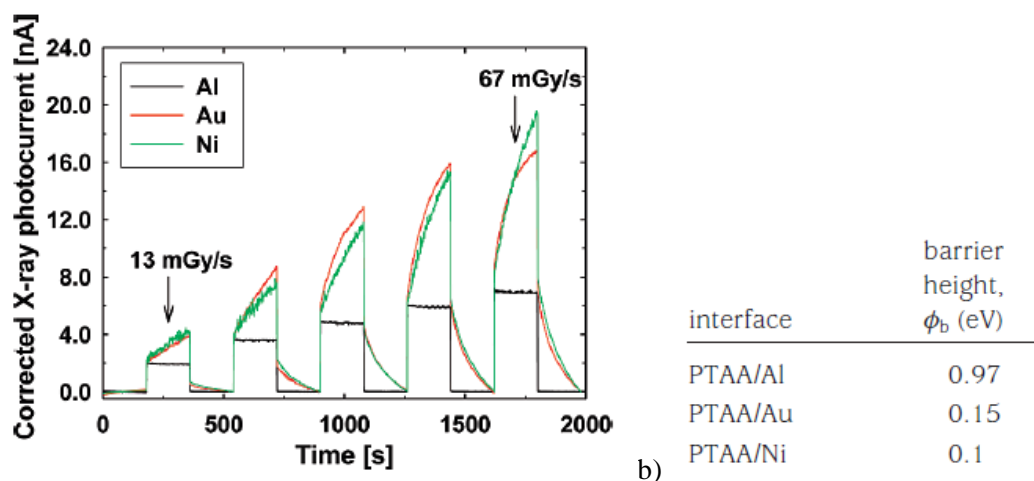 Corrected X-ray photocurrent [nA]
24.0
20.0
16.0
12.0
8.0
4.0
0.0
Al
Au
Ni
13 mGy/s
67 mGy/s
0
500
1000
1500
2000
Time [s]
b)
barrier
height,
interface ϕb (eV)
PTAA/Al 0.97
PTAA/Au 0.15
PTAA/Ni 0.1